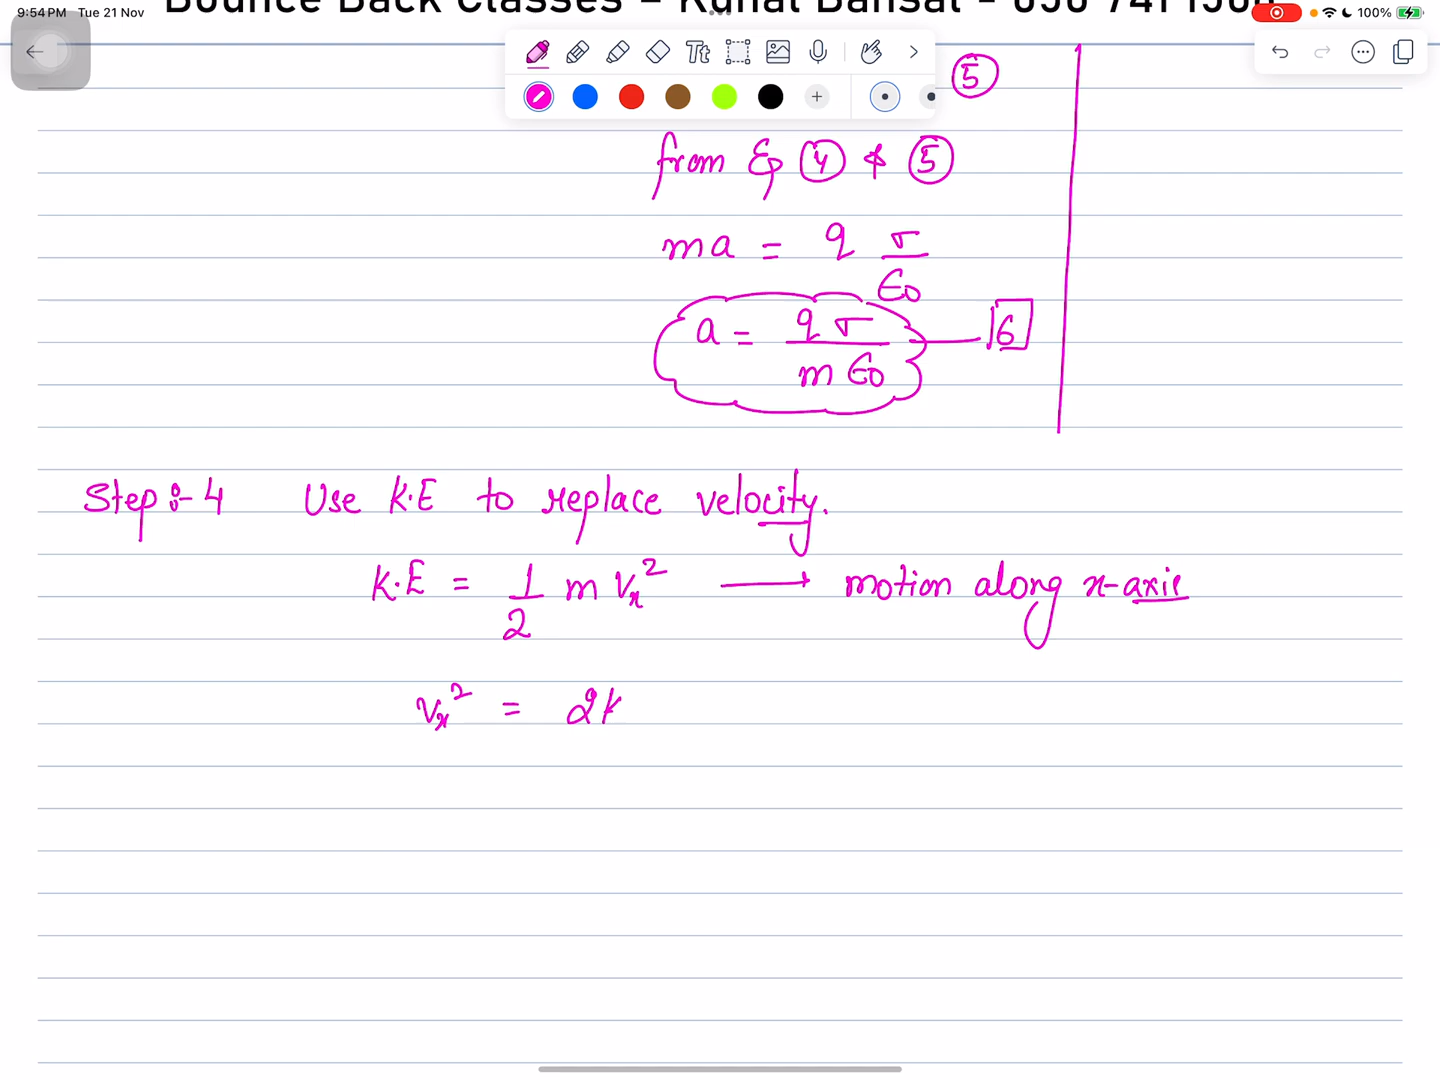 9:54 PM Tue 21 Nov
100%
Tt
5
from Eq 4 & 5
ma = q σ/ε0
a = qσ/mε0 — 6
Step:- 4 Use K.E to replace velocity.
K.E = 1/2 m vx² → motion along x-axis
vx² = 2k